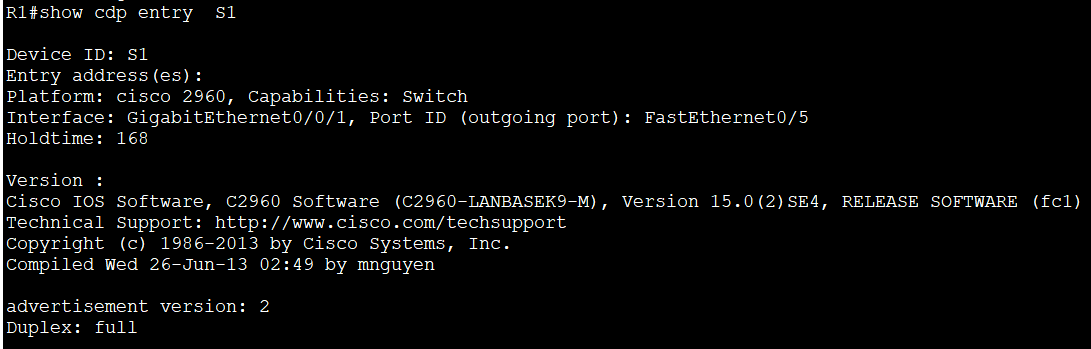 R1#show cdp entry  S1

Device ID: S1
Entry address(es):
Platform: cisco 2960, Capabilities: Switch
Interface: GigabitEthernet0/0/1, Port ID (outgoing port): FastEthernet0/5
Holdtime: 168

Version :
Cisco IOS Software, C2960 Software (C2960-LANBASEK9-M), Version 15.0(2)SE4, RELEASE SOFTWARE (fc1)
Technical Support: http://www.cisco.com/techsupport
Copyright (c) 1986-2013 by Cisco Systems, Inc.
Compiled Wed 26-Jun-13 02:49 by mnguyen

advertisement version: 2
Duplex: full